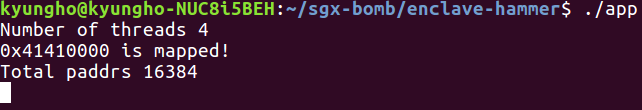 kyungho@kyungho-NUC8i5BEH:~/sgx-bomb/enclave-hammer$ ./app
Number of threads 4
0x41410000 is mapped!
Total paddrs 16384